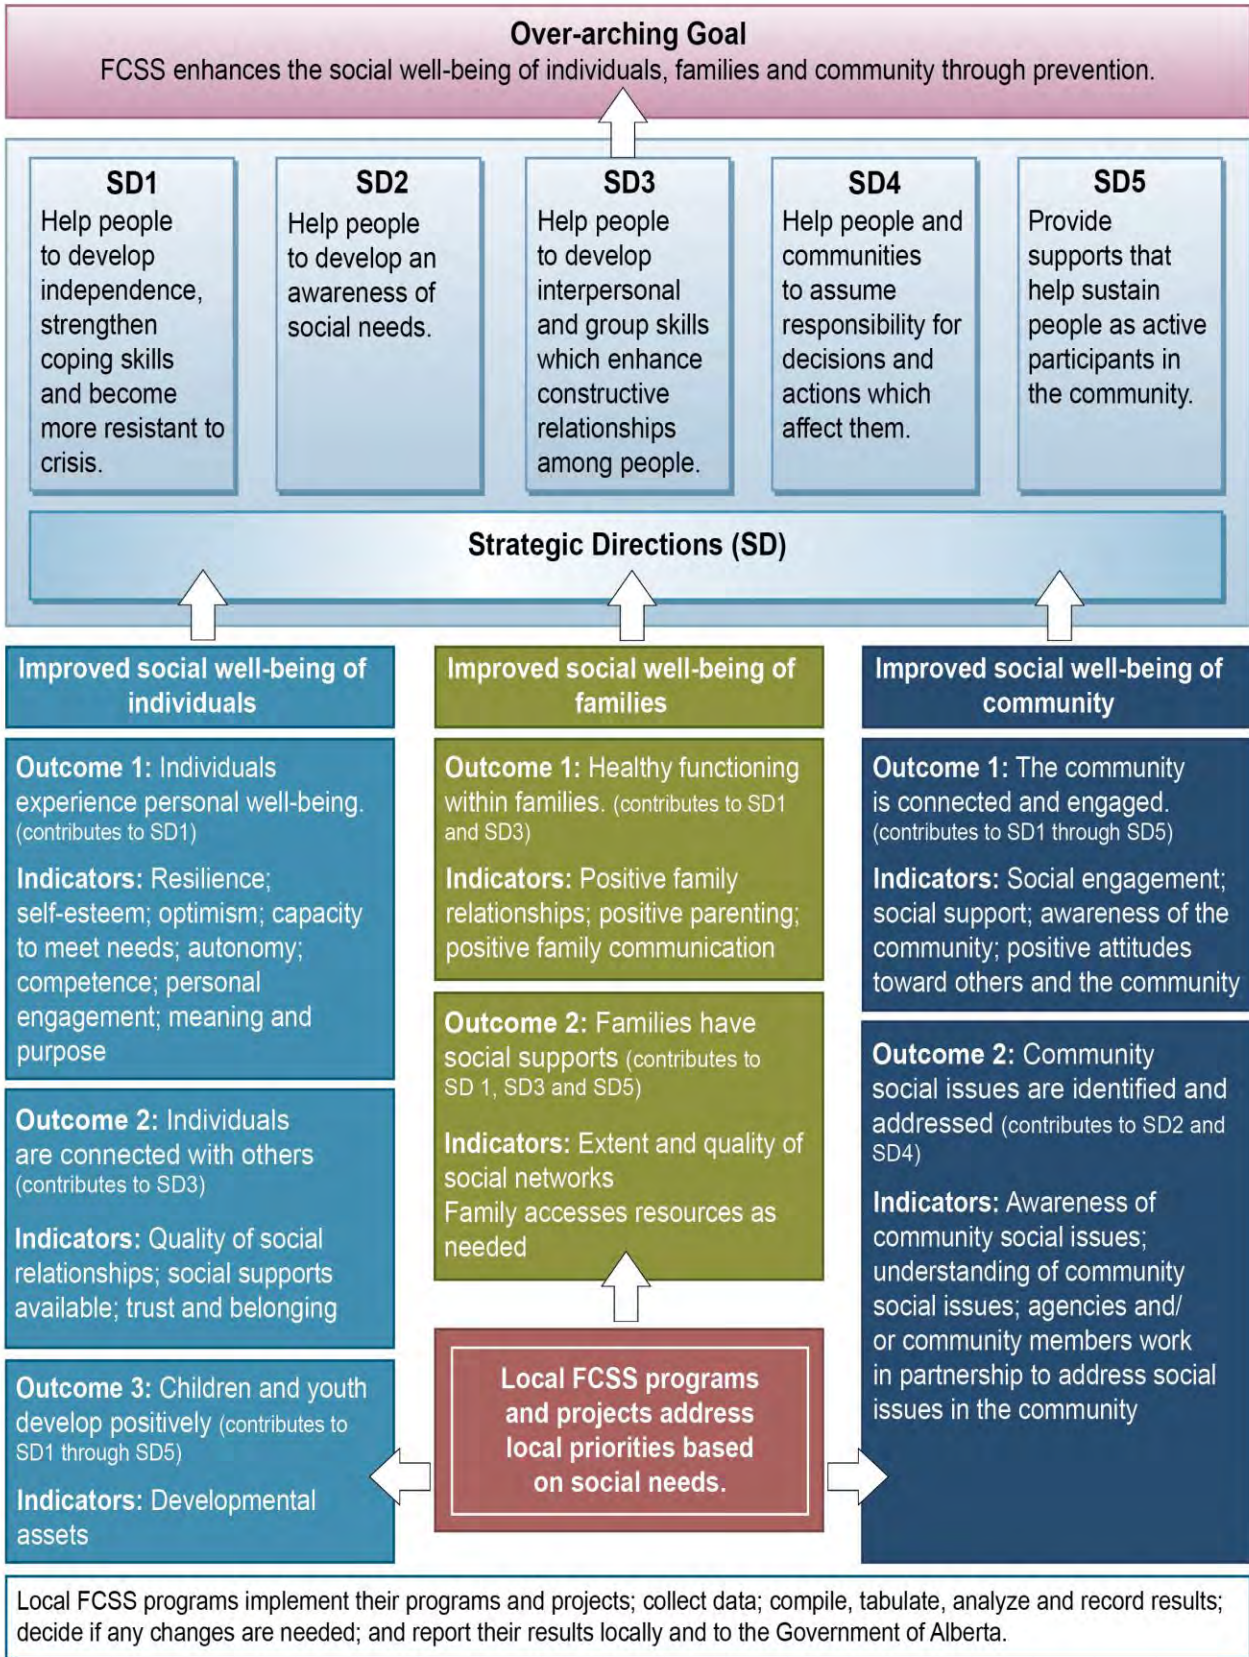 Over-arching Goal
FCSS enhances the social well-being of individuals, families and community through prevention.
SD1
Help people
to develop
independence,
strengthen
coping skills
and become
more resistant to
crisis.
SD2
Help people
to develop an
awareness of
social needs.
SD3
Help people
to develop
interpersonal
and group skills
which enhance
constructive
relationships
among people.
SD4
Help people and
communities
to assume
responsibility for
decisions and
actions which
affect them.
SD5
Provide
supports that
help sustain
people as active
participants in
the community.
Strategic Directions (SD)
Improved social well-being of
individuals
Outcome 1: Individuals
experience personal well-being.
(contributes to SD1)
Indicators: Resilience;
self-esteem; optimism; capacity
to meet needs; autonomy;
competence; personal
engagement; meaning and
purpose
Outcome 2: Individuals
are connected with others
(contributes to SD3)
Indicators: Quality of social
relationships; social supports
available; trust and belonging
Outcome 3: Children and youth
develop positively (contributes to
SD1 through SD5)
Indicators: Developmental
assets
Improved social well-being of
families
Outcome 1: Healthy functioning
within families. (contributes to SD1
and SD3)
Indicators: Positive family
relationships; positive parenting;
positive family communication
Outcome 2: Families have
social supports (contributes to
SD 1, SD3 and SD5)
Indicators: Extent and quality of
social networks
Family accesses resources as
needed
Local FCSS programs
and projects address
local priorities based
on social needs.
Improved social well-being of
community
Outcome 1: The community
is connected and engaged.
(contributes to SD1 through SD5)
Indicators: Social engagement;
social support; awareness of the
community; positive attitudes
toward others and the community
Outcome 2: Community
social issues are identified and
addressed (contributes to SD2 and
SD4)
Indicators: Awareness of
community social issues;
understanding of community
social issues; agencies and/
or community members work
in partnership to address social
issues in the community
Local FCSS programs implement their programs and projects; collect data; compile, tabulate, analyze and record results;
decide if any changes are needed; and report their results locally and to the Government of Alberta.